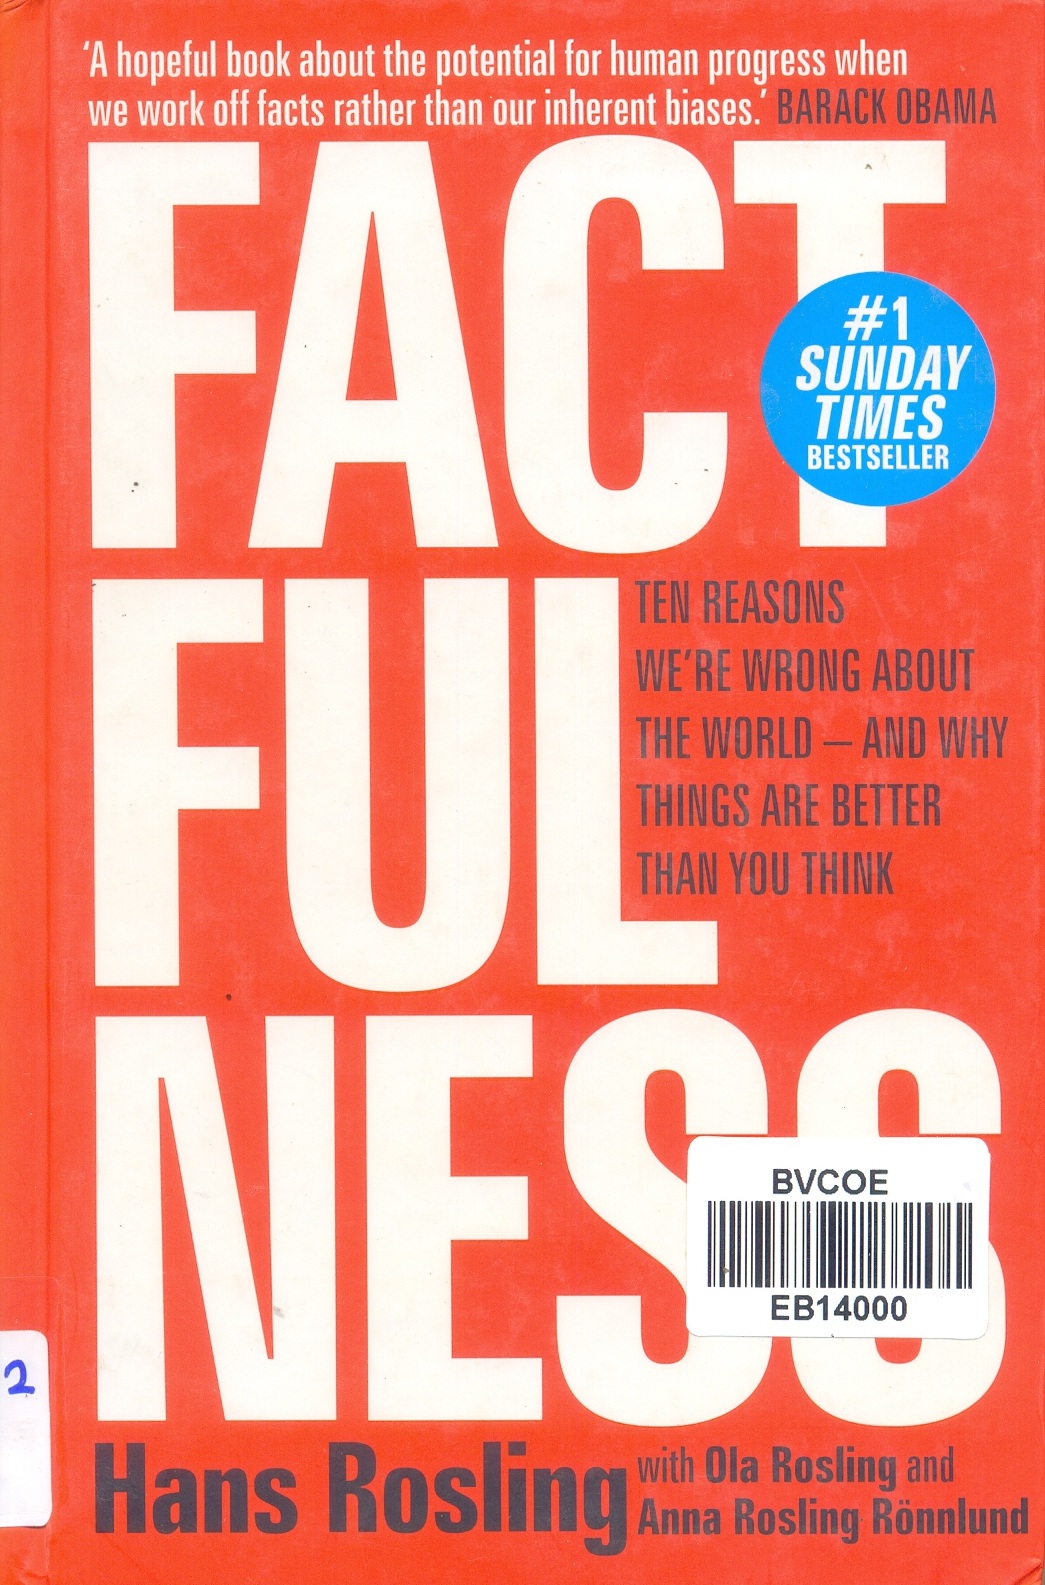 ‘A hopeful book about the potential for human progress when
we work off facts rather than our inherent biases.’ BARACK OBAMA
FACT
#1
SUNDAY
TIMES
BESTSELLER
FUL
TEN REASONS
WE’RE WRONG ABOUT
THE WORLD – AND WHY
THINGS ARE BETTER
THAN YOU THINK
NESS
BVCOE
EB14000
2
Hans Rosling
with Ola Rosling and
Anna Rosling Rönnlund